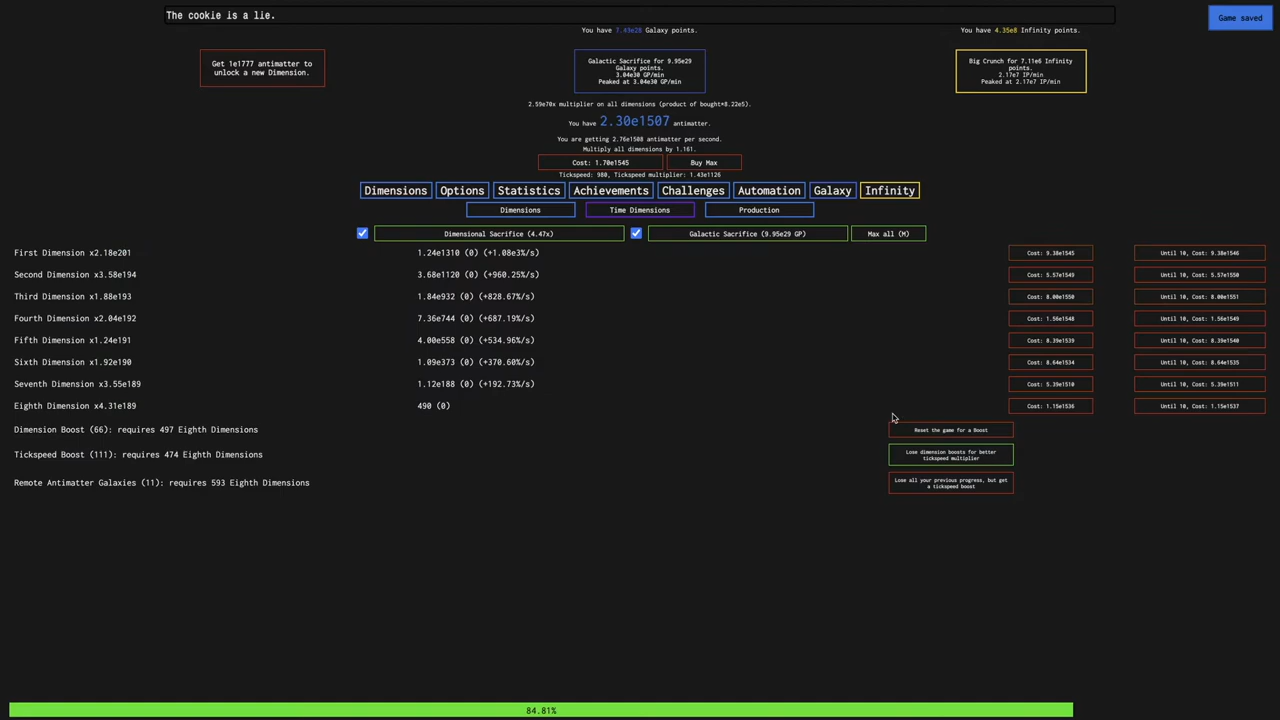 The cookie is a lie.
Game saved
You have 7.49e28 Galaxy points.
You have 4.35e8 Infinity points.
Get 1e1777 antimatter to
unlock a new Dimension.
Galactic Sacrifice for 9.95e29
Galaxy points.
3.04e30 GP/min
Peaked at 3.04e30 GP/min
Big Crunch for 7.11e6 Infinity
points.
2.17e7 IP/min
Peaked at 2.17e7 IP/min
2.59e70x multiplier on all dimensions (product of bought*8.22e5).
You have 2.30e1507 antimatter.
You are getting 2.76e1508 antimatter per second.
Multiply all dimensions by 1.161.
Cost: 1.70e1545
Buy Max
Tickspeed: 980, Tickspeed multiplier: 1.43e1126
Dimensions
Options
Statistics
Achievements
Challenges
Automation
Galaxy
Infinity
Dimensions
Time Dimensions
Production
Dimensional Sacrifice (4.47x)
Galactic Sacrifice (9.95e29 GP)
Max all (M)
First Dimension x2.18e201
1.24e1310 (0) (+1.08e3%/s)
Cost: 9.38e1545
Until 10, Cost: 9.38e1546
Second Dimension x3.58e194
3.68e1120 (0) (+960.25%/s)
Cost: 5.57e1549
Until 10, Cost: 5.57e1550
Third Dimension x1.88e193
1.84e932 (0) (+828.67%/s)
Cost: 8.00e1550
Until 10, Cost: 8.00e1551
Fourth Dimension x2.04e192
7.36e744 (0) (+687.19%/s)
Cost: 1.56e1548
Until 10, Cost: 1.56e1549
Fifth Dimension x1.24e191
4.00e558 (0) (+534.96%/s)
Cost: 8.39e1539
Until 10, Cost: 8.39e1540
Sixth Dimension x1.92e190
1.09e373 (0) (+370.60%/s)
Cost: 8.64e1534
Until 10, Cost: 8.64e1535
Seventh Dimension x3.55e189
1.12e188 (0) (+192.73%/s)
Cost: 5.39e1510
Until 10, Cost: 5.39e1511
Eighth Dimension x4.31e189
490 (0)
Cost: 1.15e1536
Until 10, Cost: 1.15e1537
Dimension Boost (66): requires 497 Eighth Dimensions
Reset the game for a Boost
Tickspeed Boost (111): requires 474 Eighth Dimensions
Lose dimension boosts for better
tickspeed multiplier
Remote Antimatter Galaxies (11): requires 593 Eighth Dimensions
Lose all your previous progress, but get
a tickspeed boost
84.81%